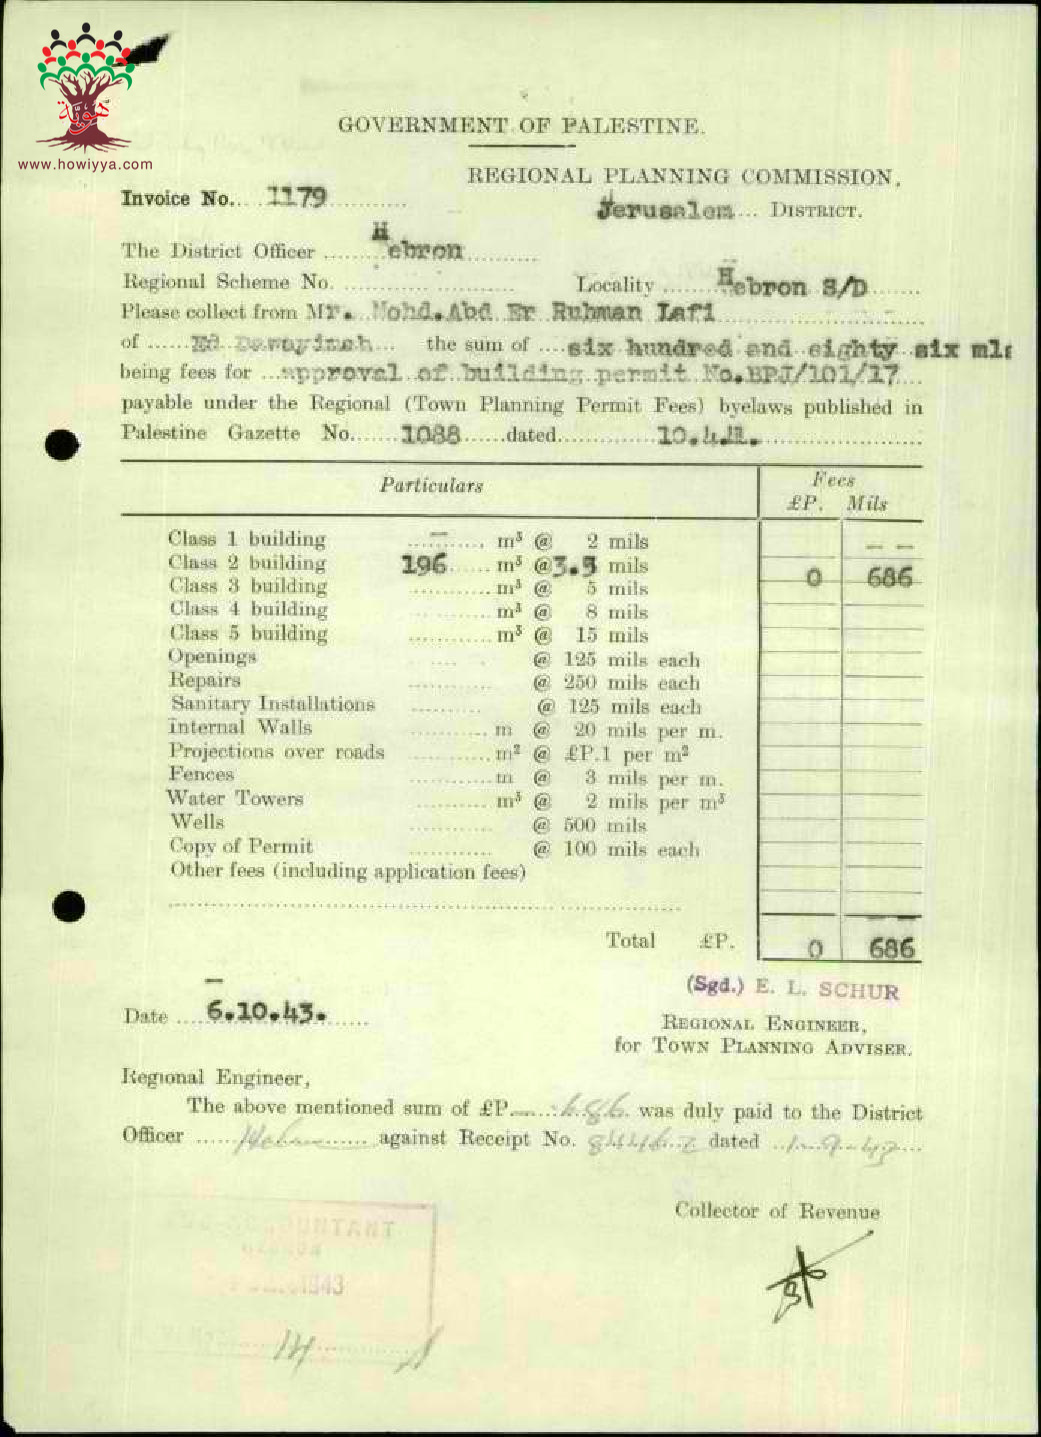 www.howiyya.com
GOVERNMENT OF PALESTINE.
REGIONAL PLANNING COMMISSION.
Invoice No. 1179
Jerusalem DISTRICT.
The District Officer Hebron
Regional Scheme No. Locality Hebron S/D
Please collect from Mr. Mohd.Abd Er Ruhman Lafi
of Ed Dawayimeh the sum of six hundred and eighty six mls
being fees for approval of building permit No.BPJ/101/17
payable under the Regional (Town Planning Permit Fees) byelaws published in
Palestine Gazette No. 1088 dated 10.4.41.
Particulars Fees
£P. Mils
Class 1 building — m³ @ 2 mils — —
Class 2 building 196 m³ @ 3.5 mils 0 686
Class 3 building m³ @ 5 mils
Class 4 building m³ @ 8 mils
Class 5 building m³ @ 15 mils
Openings @ 125 mils each
Repairs @ 250 mils each
Sanitary Installations @ 125 mils each
Internal Walls m @ 20 mils per m.
Projections over roads m² @ £P.1 per m²
Fences m @ 3 mils per m.
Water Towers m³ @ 2 mils per m³
Wells @ 500 mils
Copy of Permit @ 100 mils each
Other fees (including application fees)
Total £P. 0 686
(Sgd.) E. L. SCHUR
Date 6.10.43.
REGIONAL ENGINEER,
for TOWN PLANNING ADVISER.
Regional Engineer,
The above mentioned sum of £P. 686 was duly paid to the District
Officer against Receipt No. dated
Collector of Revenue
14